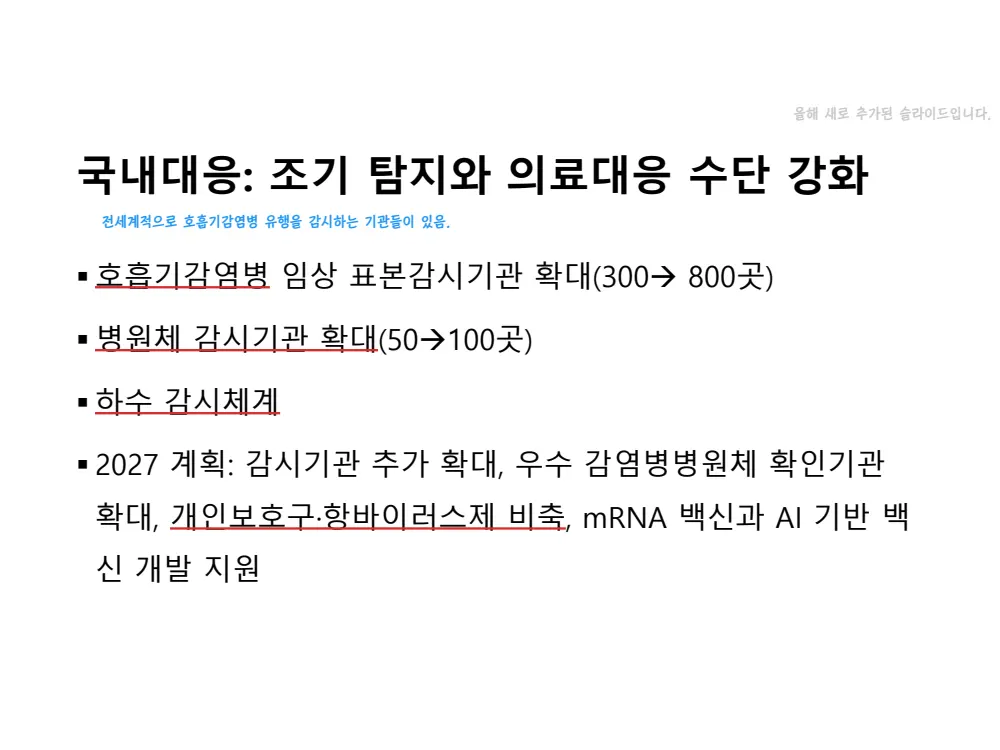 올해 새로 추가된 슬라이드입니다.
국내대응: 조기 탐지와 의료대응 수단 강화
전세계적으로 호흡기감염병 유행을 감시하는 기관들이 있음.
▪ 호흡기감염병 임상 표본감시기관 확대(300→ 800곳)
▪ 병원체 감시기관 확대(50→100곳)
▪ 하수 감시체계
▪ 2027 계획: 감시기관 추가 확대, 우수 감염병병원체 확인기관
확대, 개인보호구·항바이러스제 비축, mRNA 백신과 AI 기반 백
신 개발 지원